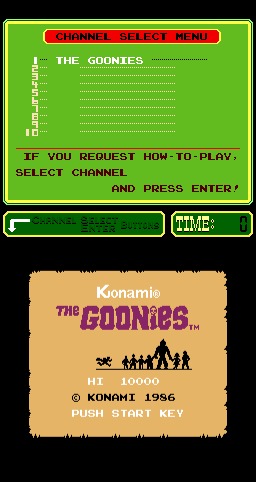 CHANNEL SELECT MENU
1 THE GOONIES
2
3
4
5
6
7
8
9
10
IF YOU REQUEST HOW-TO-PLAY,
SELECT CHANNEL
AND PRESS ENTER!
CHANNEL SELECT
ENTER BUTTONS
TIME: 0
Konami®
THE GOONIES™
HI 10000
© KONAMI 1986
PUSH START KEY